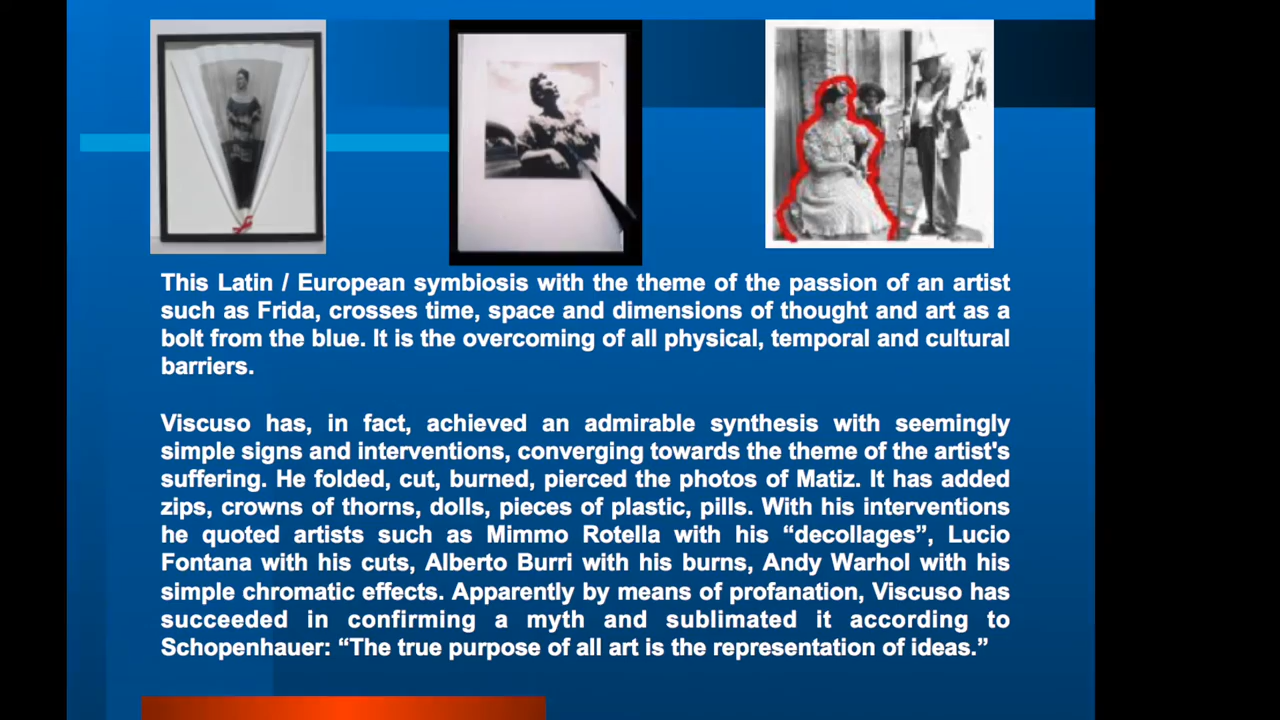 This Latin / European symbiosis with the theme of the passion of an artist
such as Frida, crosses time, space and dimensions of thought and art as a
bolt from the blue. It is the overcoming of all physical, temporal and cultural
barriers.
Viscuso has, in fact, achieved an admirable synthesis with seemingly
simple signs and interventions, converging towards the theme of the artist's
suffering. He folded, cut, burned, pierced the photos of Matiz. It has added
zips, crowns of thorns, dolls, pieces of plastic, pills. With his interventions
he quoted artists such as Mimmo Rotella with his “decollages”, Lucio
Fontana with his cuts, Alberto Burri with his burns, Andy Warhol with his
simple chromatic effects. Apparently by means of profanation, Viscuso has
succeeded in confirming a myth and sublimated it according to
Schopenhauer: “The true purpose of all art is the representation of ideas.”